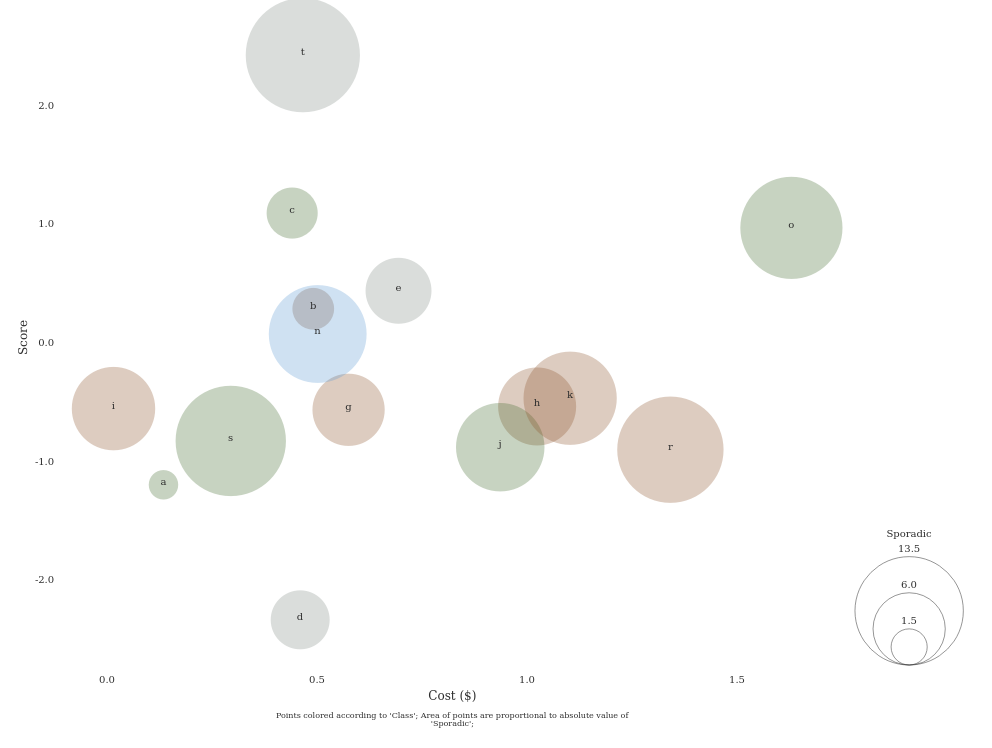 t
2.0
c
1.0
o
e
b
n
Score
0.0
i
g
h
k
s
j
r
-1.0
a
Sporadic
13.5
-2.0
6.0
d
1.5
0.0
0.5
1.0
1.5
Cost ($)
Points colored according to 'Class'; Area of points are proportional to absolute value of
'Sporadic';